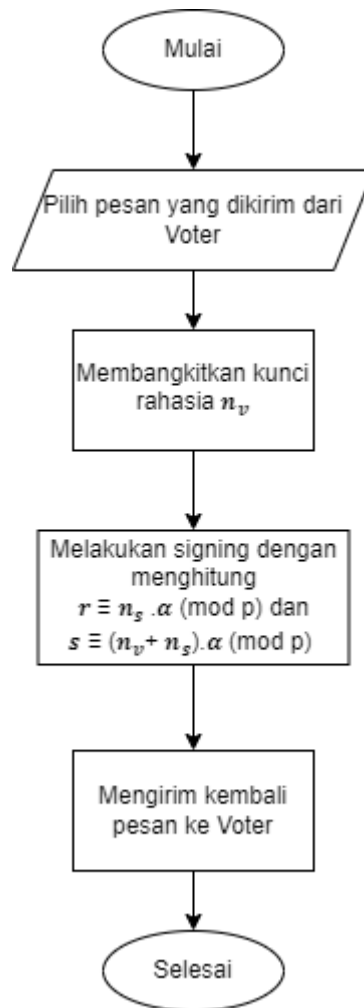 Mulai
Pilih pesan yang dikirim dari
Voter
Membangkitkan kunci
rahasia nᵥ
Melakukan signing dengan
menghitung
r ≡ nₛ .α (mod p) dan
s ≡ (nᵥ+ nₛ).α (mod p)
Mengirim kembali
pesan ke Voter
Selesai